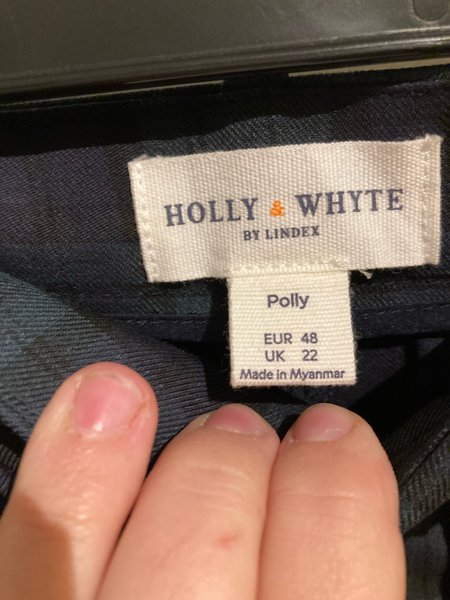 HOLLY & WHYTE
BY LINDEX
Polly
EUR 48
UK 22
Made in Myanmar